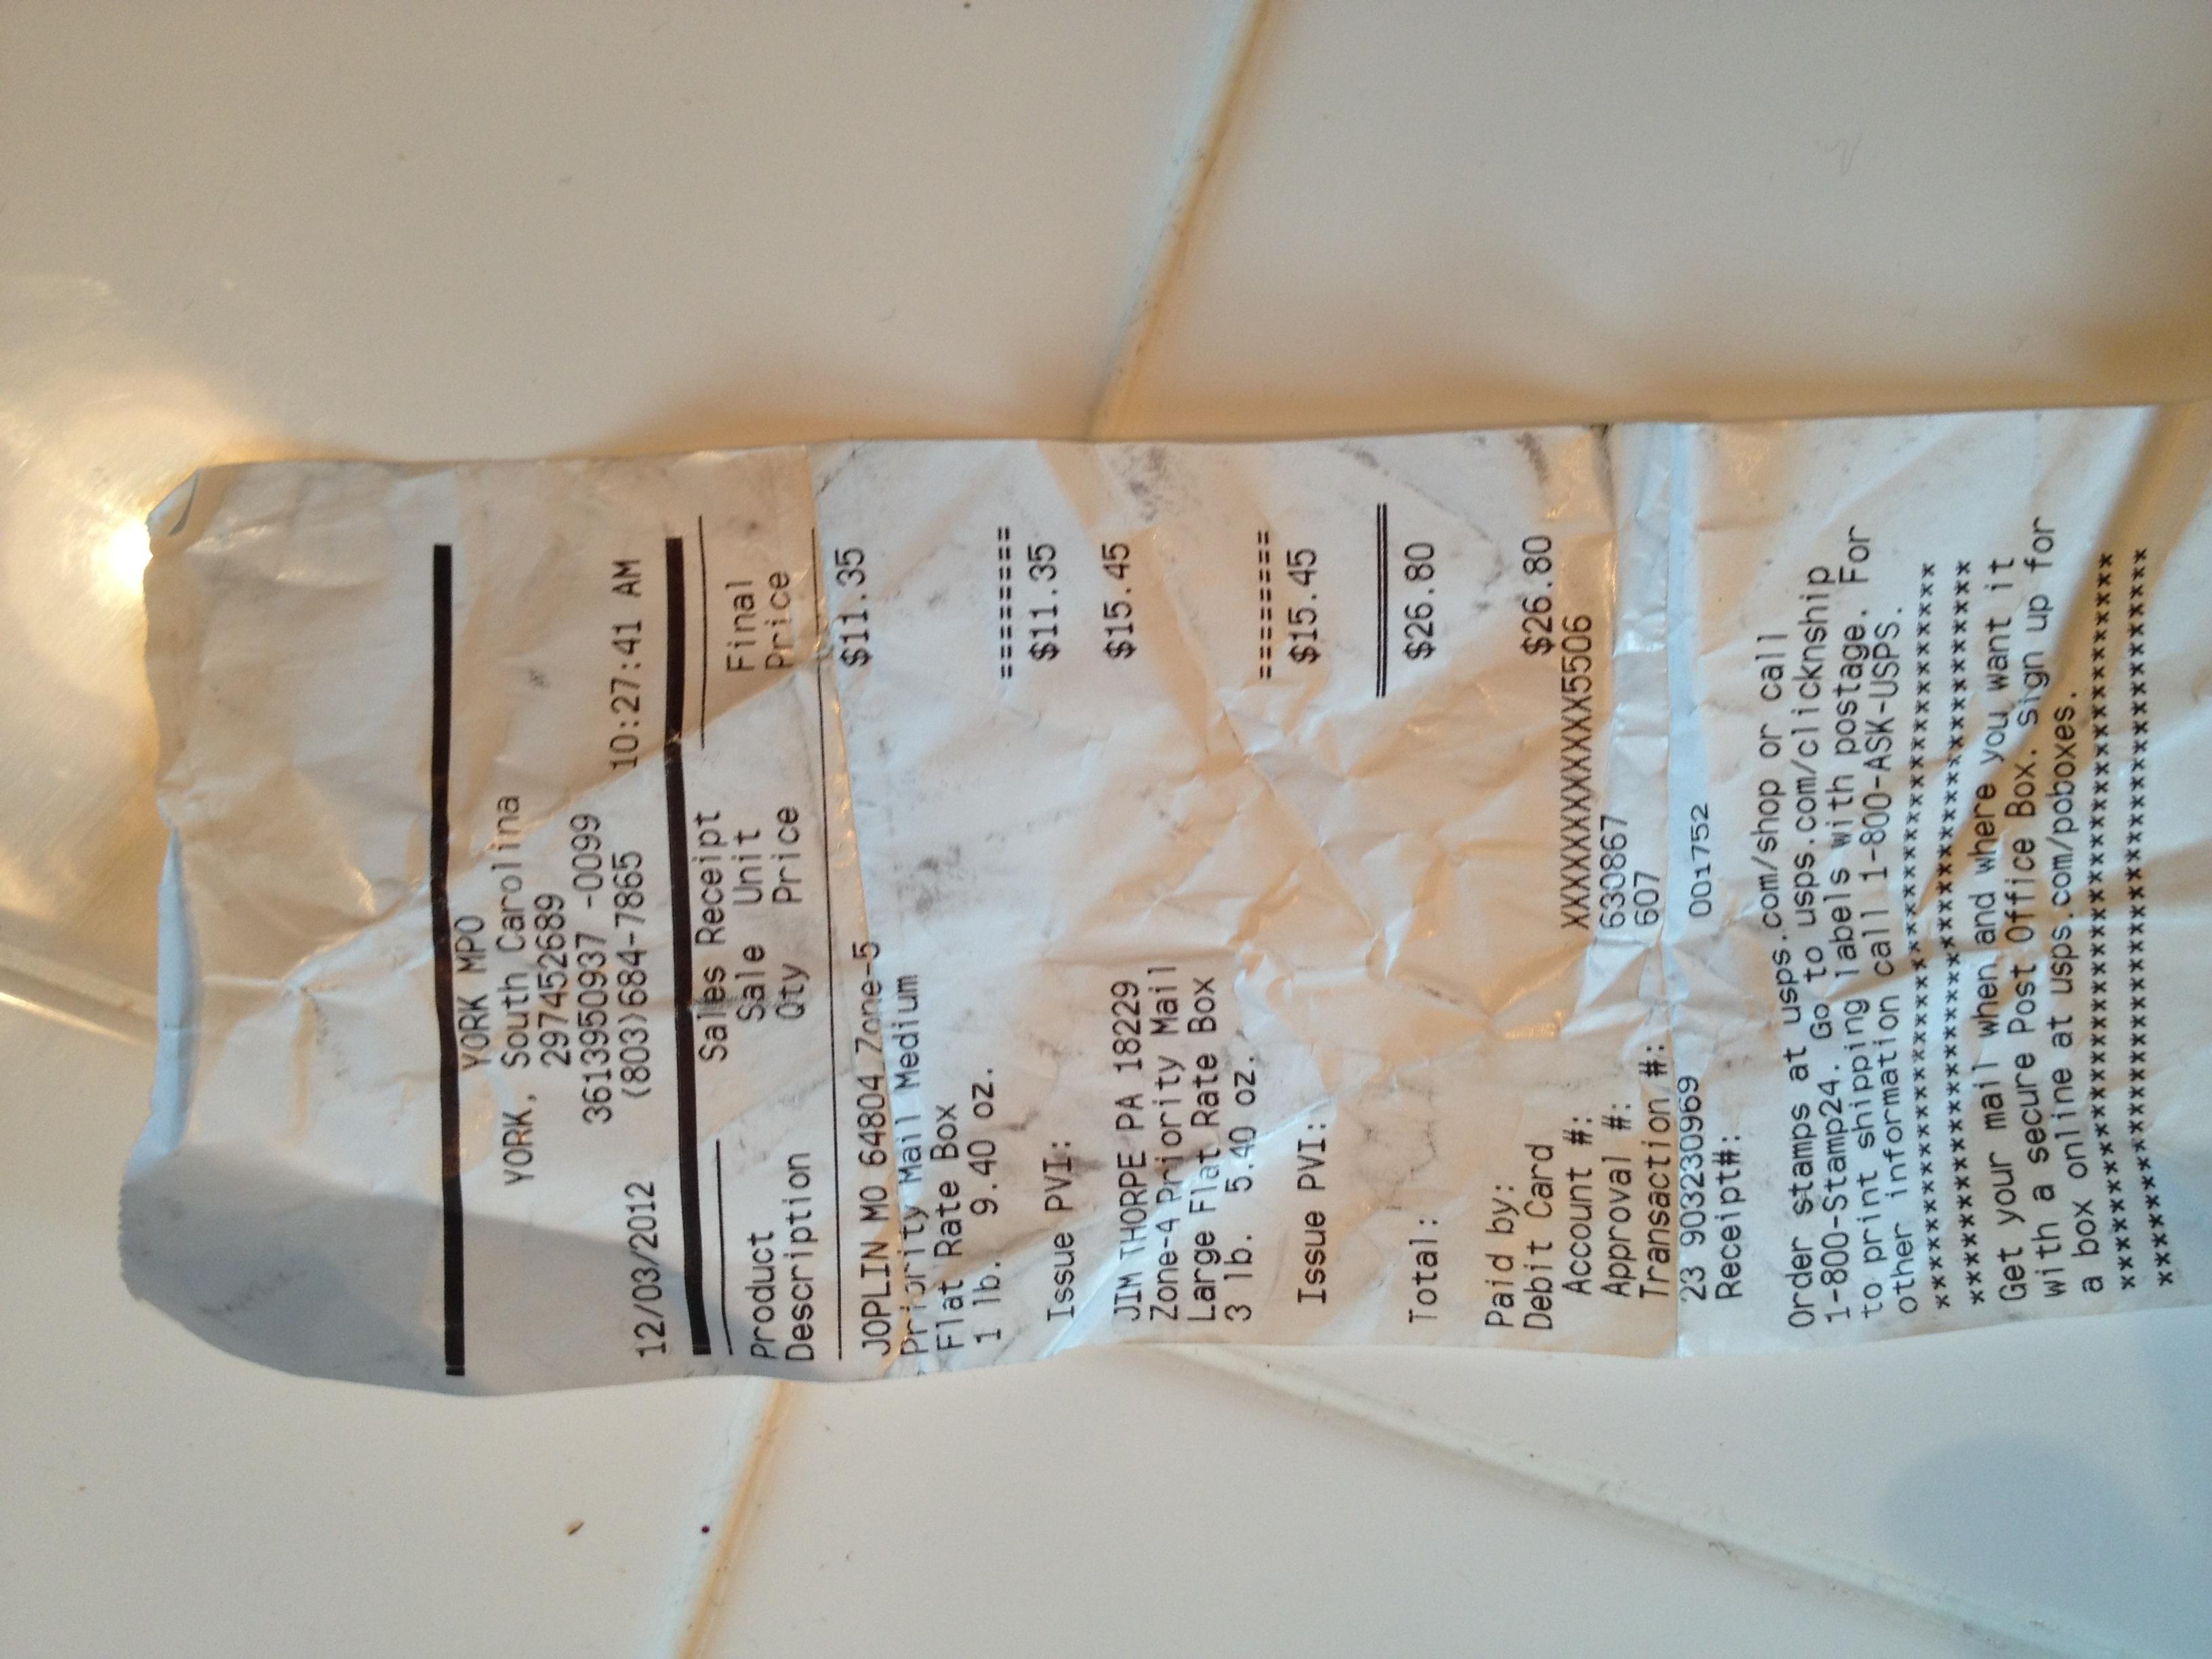 YORK MPO
YORK, South Carolina
297452689
3613950937 -0099
12/03/2012 (803)684-7865 10:27:41 AM
Sales Receipt
Product Sale Unit Final
Description Qty Price Price
JOPLIN MO 64804 Zone-5 $11.35
Priority Mail Medium
Flat Rate Box
1 lb. 9.40 oz.
========
Issue PVI: $11.35
JIM THORPE PA 18229 $15.45
Zone-4 Priority Mail
Large Flat Rate Box
3 lb. 5.40 oz.
========
Issue PVI: $15.45
Total: $26.80
Paid by:
Debit Card $26.80
Account #: XXXXXXXXXXXX5506
Approval #: 630867
Transaction #: 607
23 903230969
Receipt#: 001752
Order stamps at usps.com/shop or call
1-800-Stamp24. Go to usps.com/clicknship
to print shipping labels with postage. For
other information call 1-800-ASK-USPS.
****************************************
****************************************
Get your mail when and where you want it
with a secure Post Office Box. sign up for
a box online at usps.com/poboxes.
****************************************
****************************************